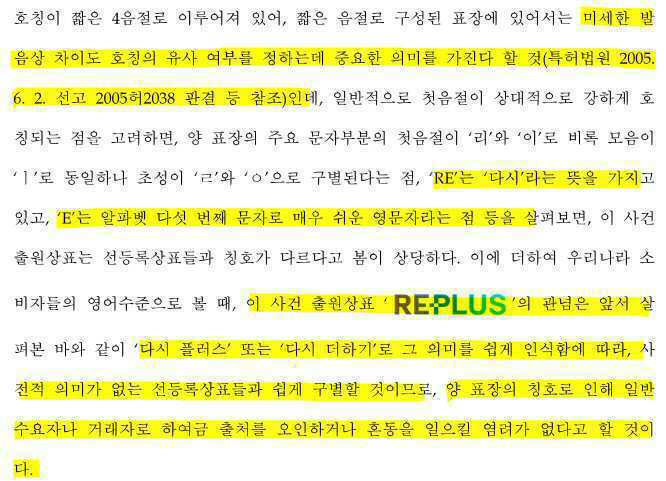 호칭이 짧은 4음절로 이루어져 있어, 짧은 음절로 구성된 표장에 있어서는 미세한 발
음상 차이도 호칭의 유사 여부를 정하는데 중요한 의미를 가진다 할 것(특허법원 2005.
6. 2. 선고 2005허2038 판결 등 참조)인데, 일반적으로 첫음절이 상대적으로 강하게 호
칭되는 점을 고려하면, 양 표장의 주요 문자부분의 첫음절이 ‘리’와 ‘이’로 비록 모음이
‘ㅣ’로 동일하나 초성이 ‘ㄹ’와 ‘ㅇ’으로 구별된다는 점, ‘RE’는 ‘다시’라는 뜻을 가지고
있고, ‘E’는 알파벳 다섯 번째 문자로 매우 쉬운 영문자라는 점 등을 살펴보면, 이 사건
출원상표는 선등록상표들과 칭호가 다르다고 봄이 상당하다. 이에 더하여 우리나라 소
비자들의 영어수준으로 볼 때, 이 사건 출원상표 ‘REPLUS’의 관념은 앞서 살
펴본 바와 같이 ‘다시 플러스’ 또는 ‘다시 더하기’로 그 의미를 쉽게 인식함에 따라, 사
전적 의미가 없는 선등록상표들과 쉽게 구별할 것이므로, 양 표장의 칭호로 인해 일반
수요자나 거래자로 하여금 출처를 오인하거나 혼동을 일으킬 염려가 없다고 할 것이
다.